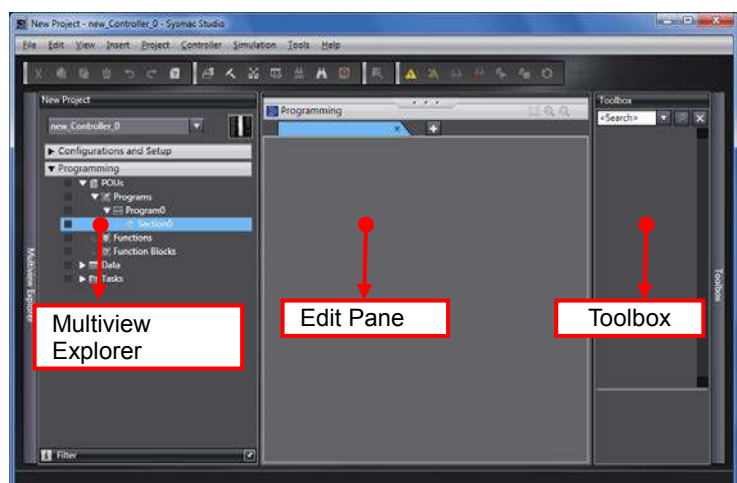 New Project - new_Controller_0 - Sysmac Studio
File Edit View Insert Project Controller Simulation Tools Help
New Project
new_Controller_0
Configurations and Setup
Programming
POUs
Programs
Program0
Section0
Functions
Function Blocks
Data
Tasks
Filter
Multiview Explorer
Programming
Toolbox
<Search>
Toolbox
Multiview
Explorer
Edit Pane
Toolbox